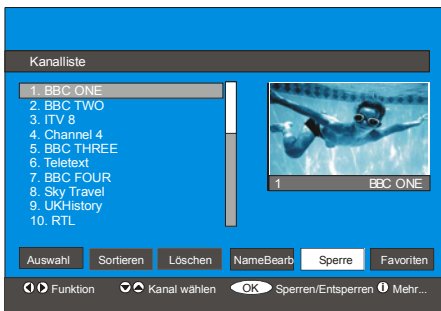 Kanalliste
1. BBC ONE
2. BBC TWO
3. ITV 8
4. Channel 4
5. BBC THREE
6. Teletext
7. BBC FOUR
8. Sky Travel
9. UKHistory
10. RTL
1 BBC ONE
Auswahl Sortieren Löschen NameBearb Sperre Favoriten
Funktion Kanal wählen OK Sperren/Entsperren i Mehr...